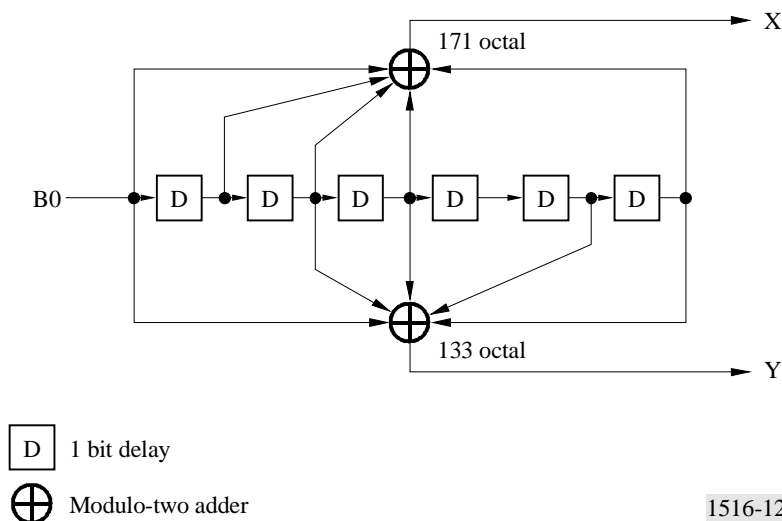 X
171 octal
B0
D D D D D D
133 octal
Y
D 1 bit delay
Modulo-two adder
1516-12